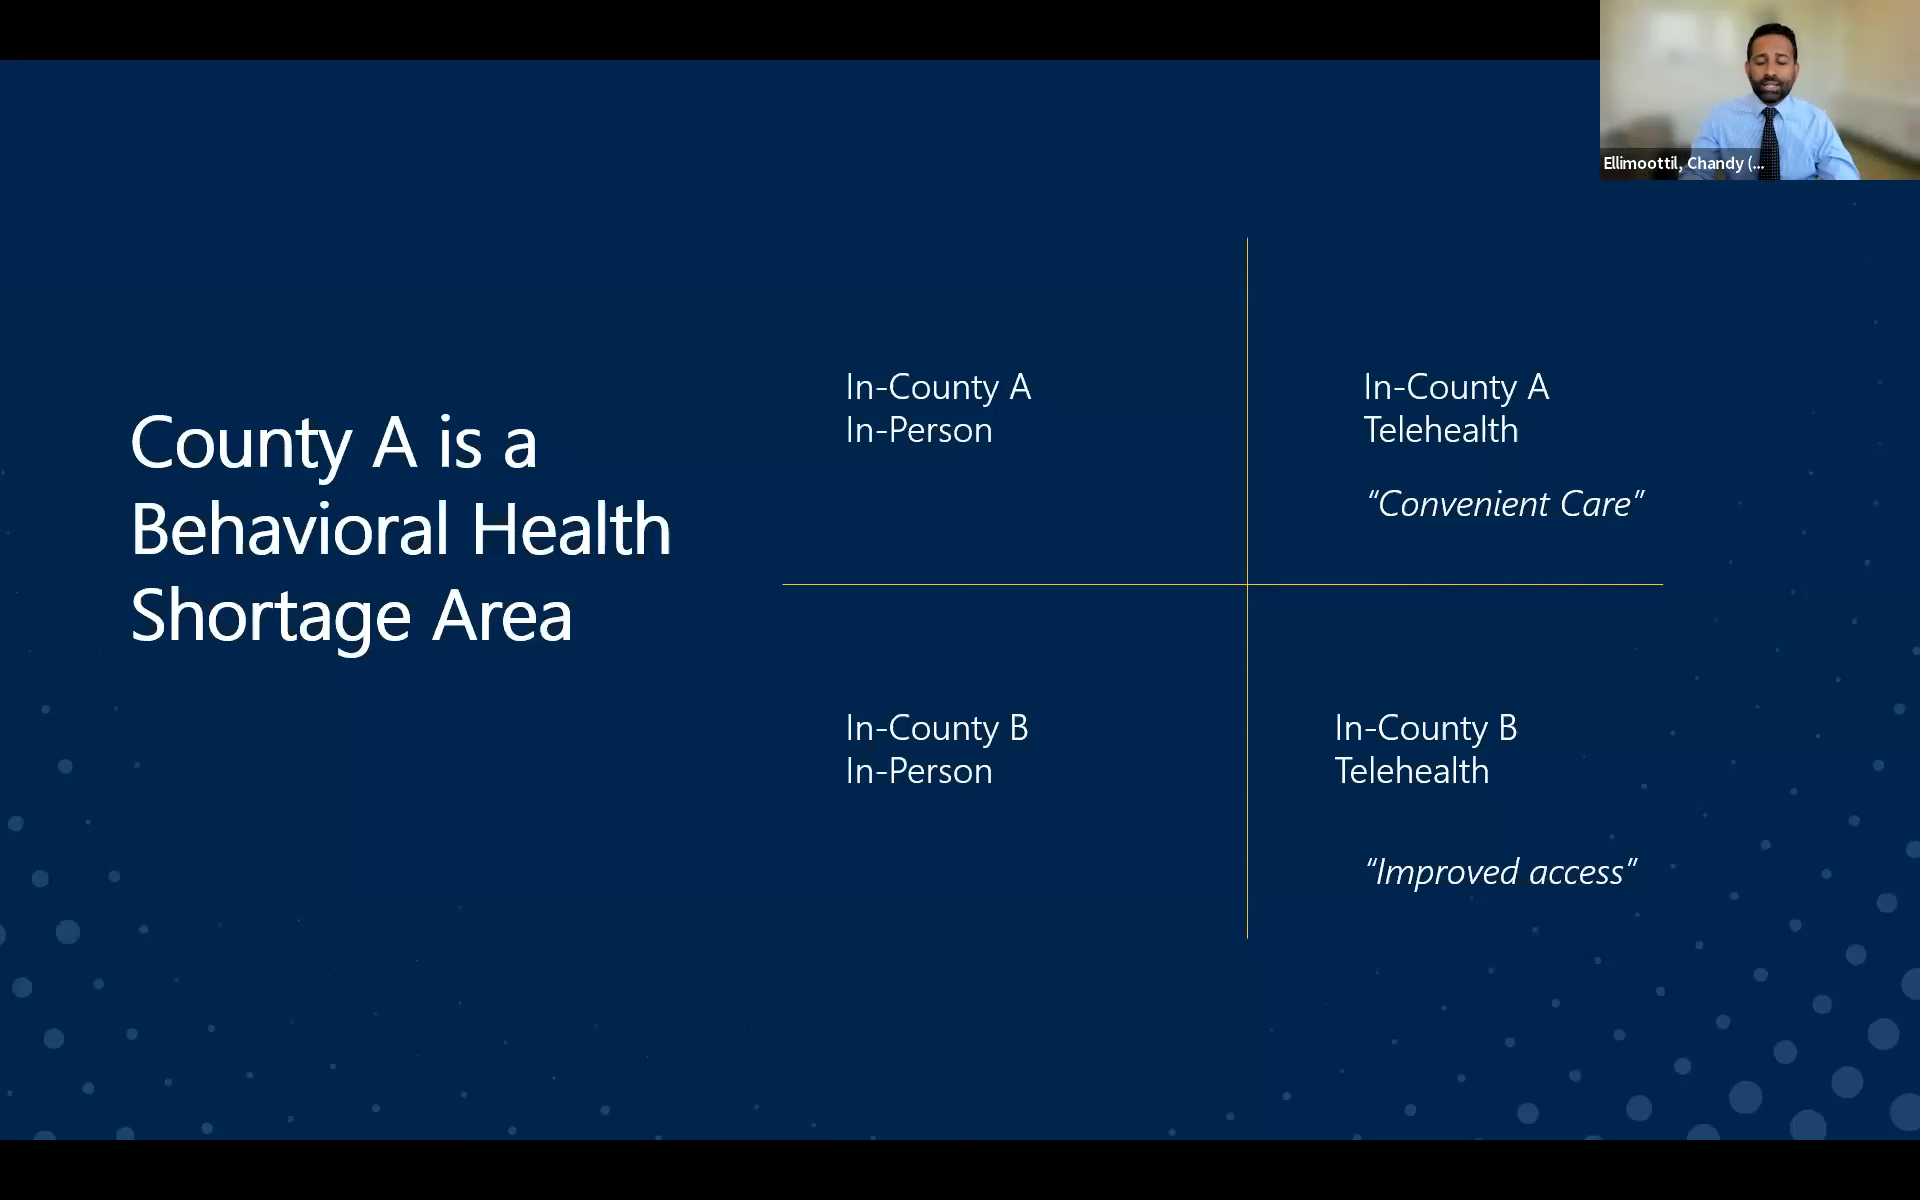 Ellimoottil, Chandy (...
County A is a
Behavioral Health
Shortage Area
In-County A
In-Person
In-County A
Telehealth
“Convenient Care”
In-County B
In-Person
In-County B
Telehealth
“Improved access”